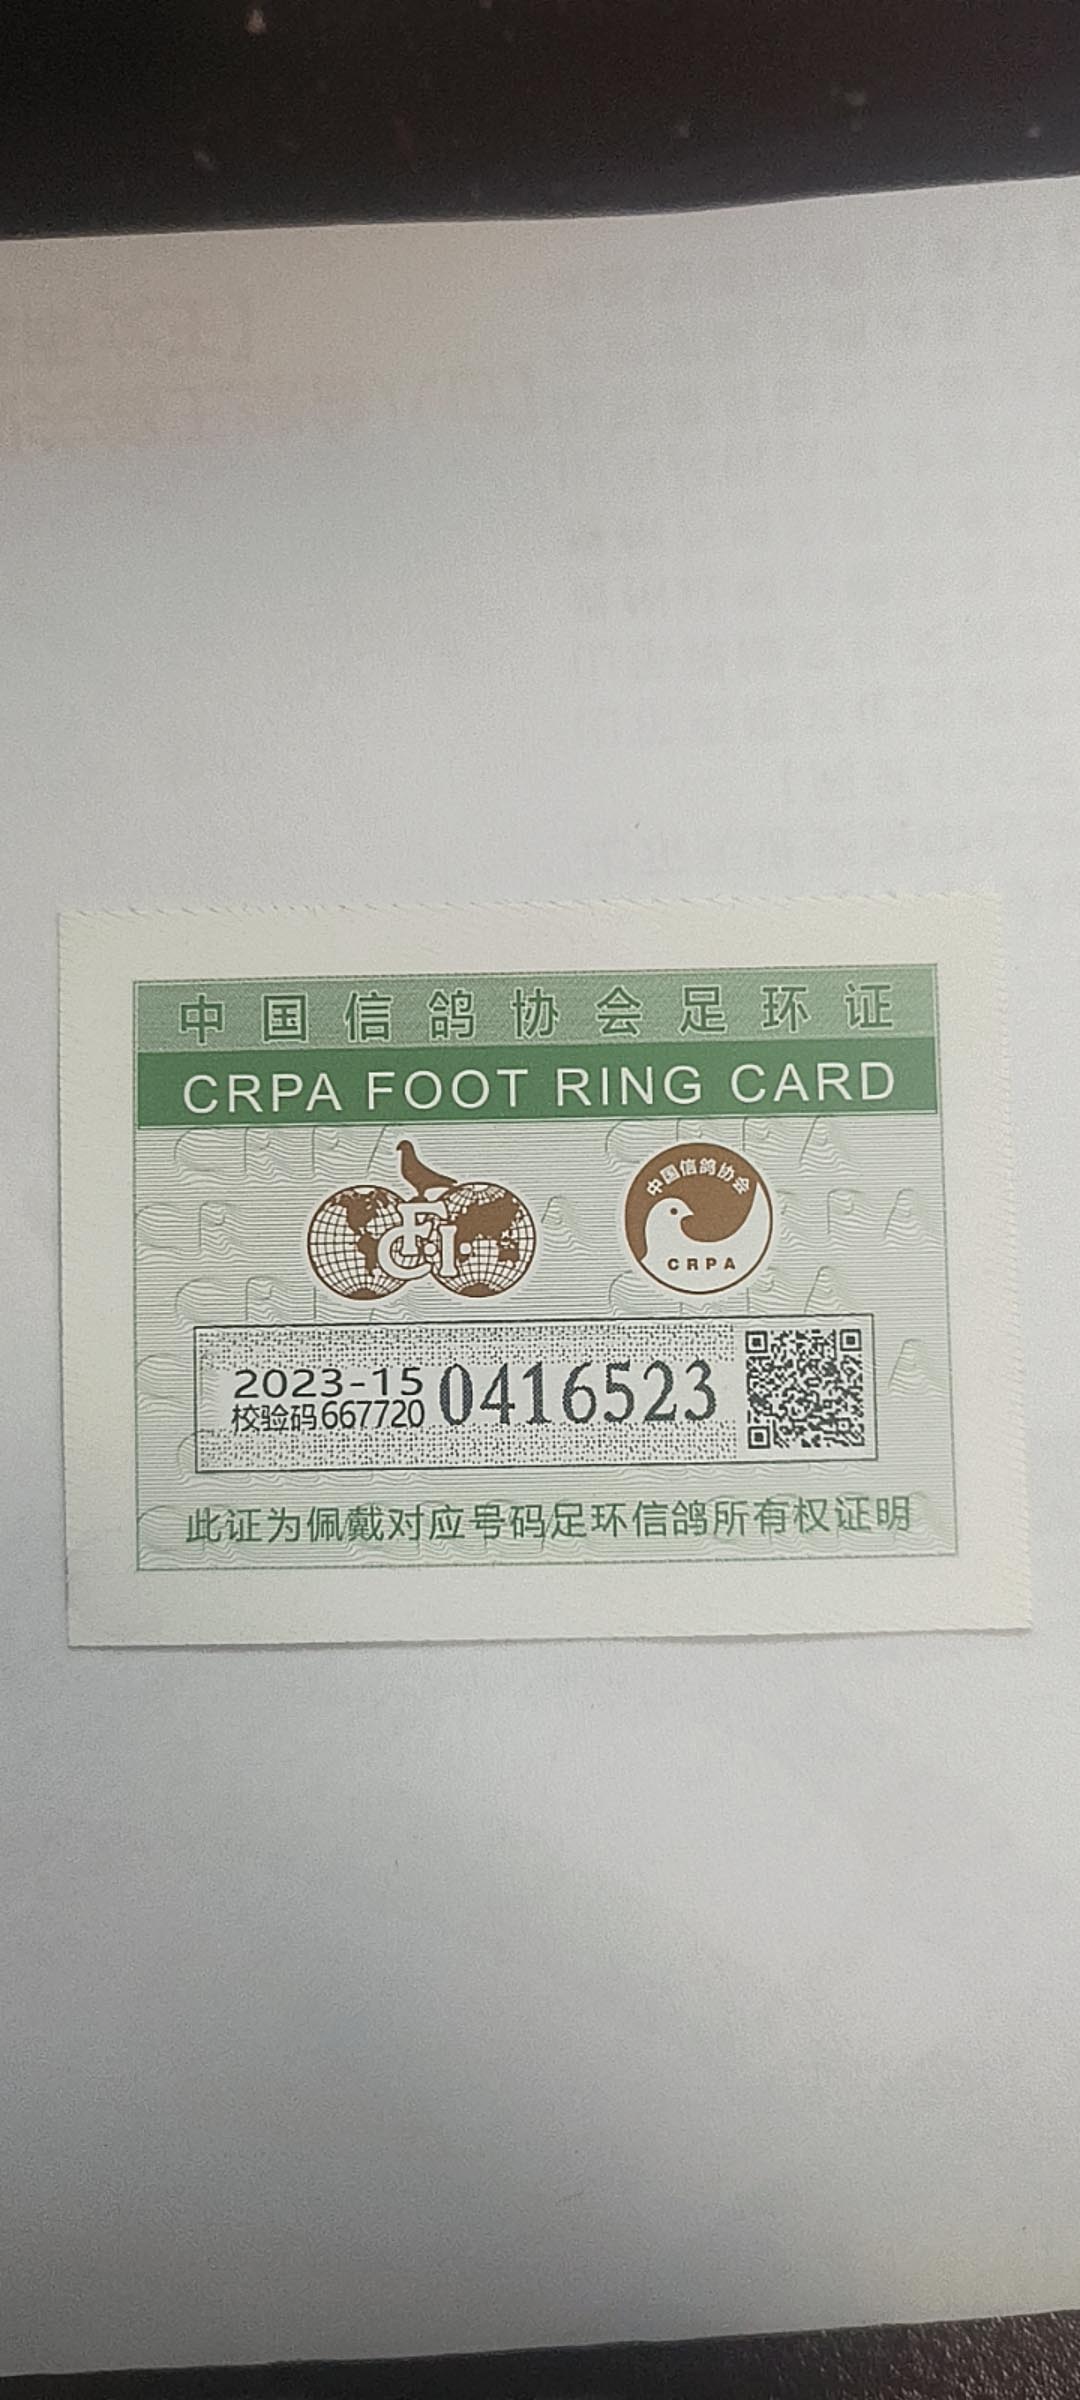 中国信鸽协会足环证
CRPA FOOT RING CARD
F.C.I.
中国信鸽协会
CRPA
2023-15
校验码667720
0416523
此证为佩戴对应号码足环信鸽所有权证明